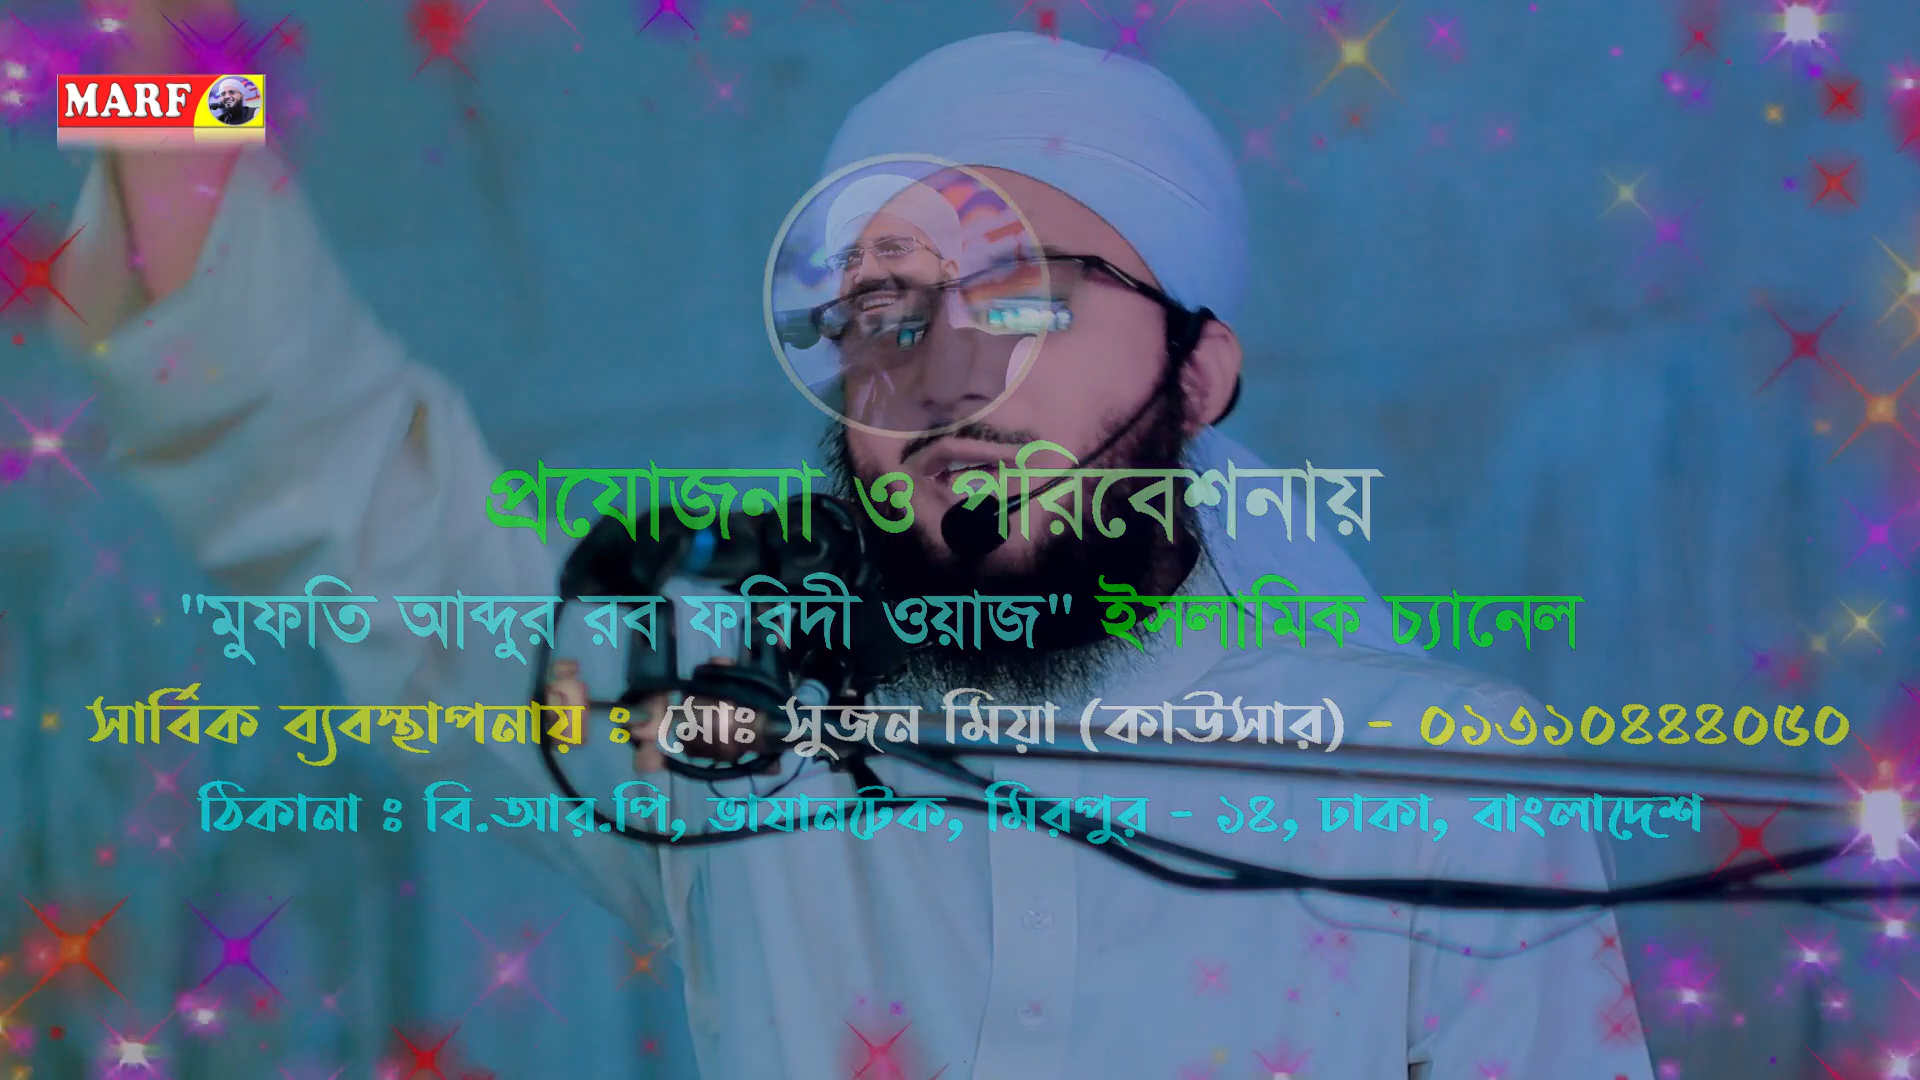 MARF
প্রযোজনা ও পরিবেশনায়
"মুফতি আব্দুর রব ফরিদী ওয়াজ" ইসলামিক চ্যানেল
সার্বিক ব্যবস্থাপনায় ঃ মোঃ সুজন মিয়া (কাউসার) - ০১৩১০৪৪৪০৫০
ঠিকানা ঃ বি.আর.পি, ভাষানটেক, মিরপুর - ১৪, ঢাকা, বাংলাদেশ